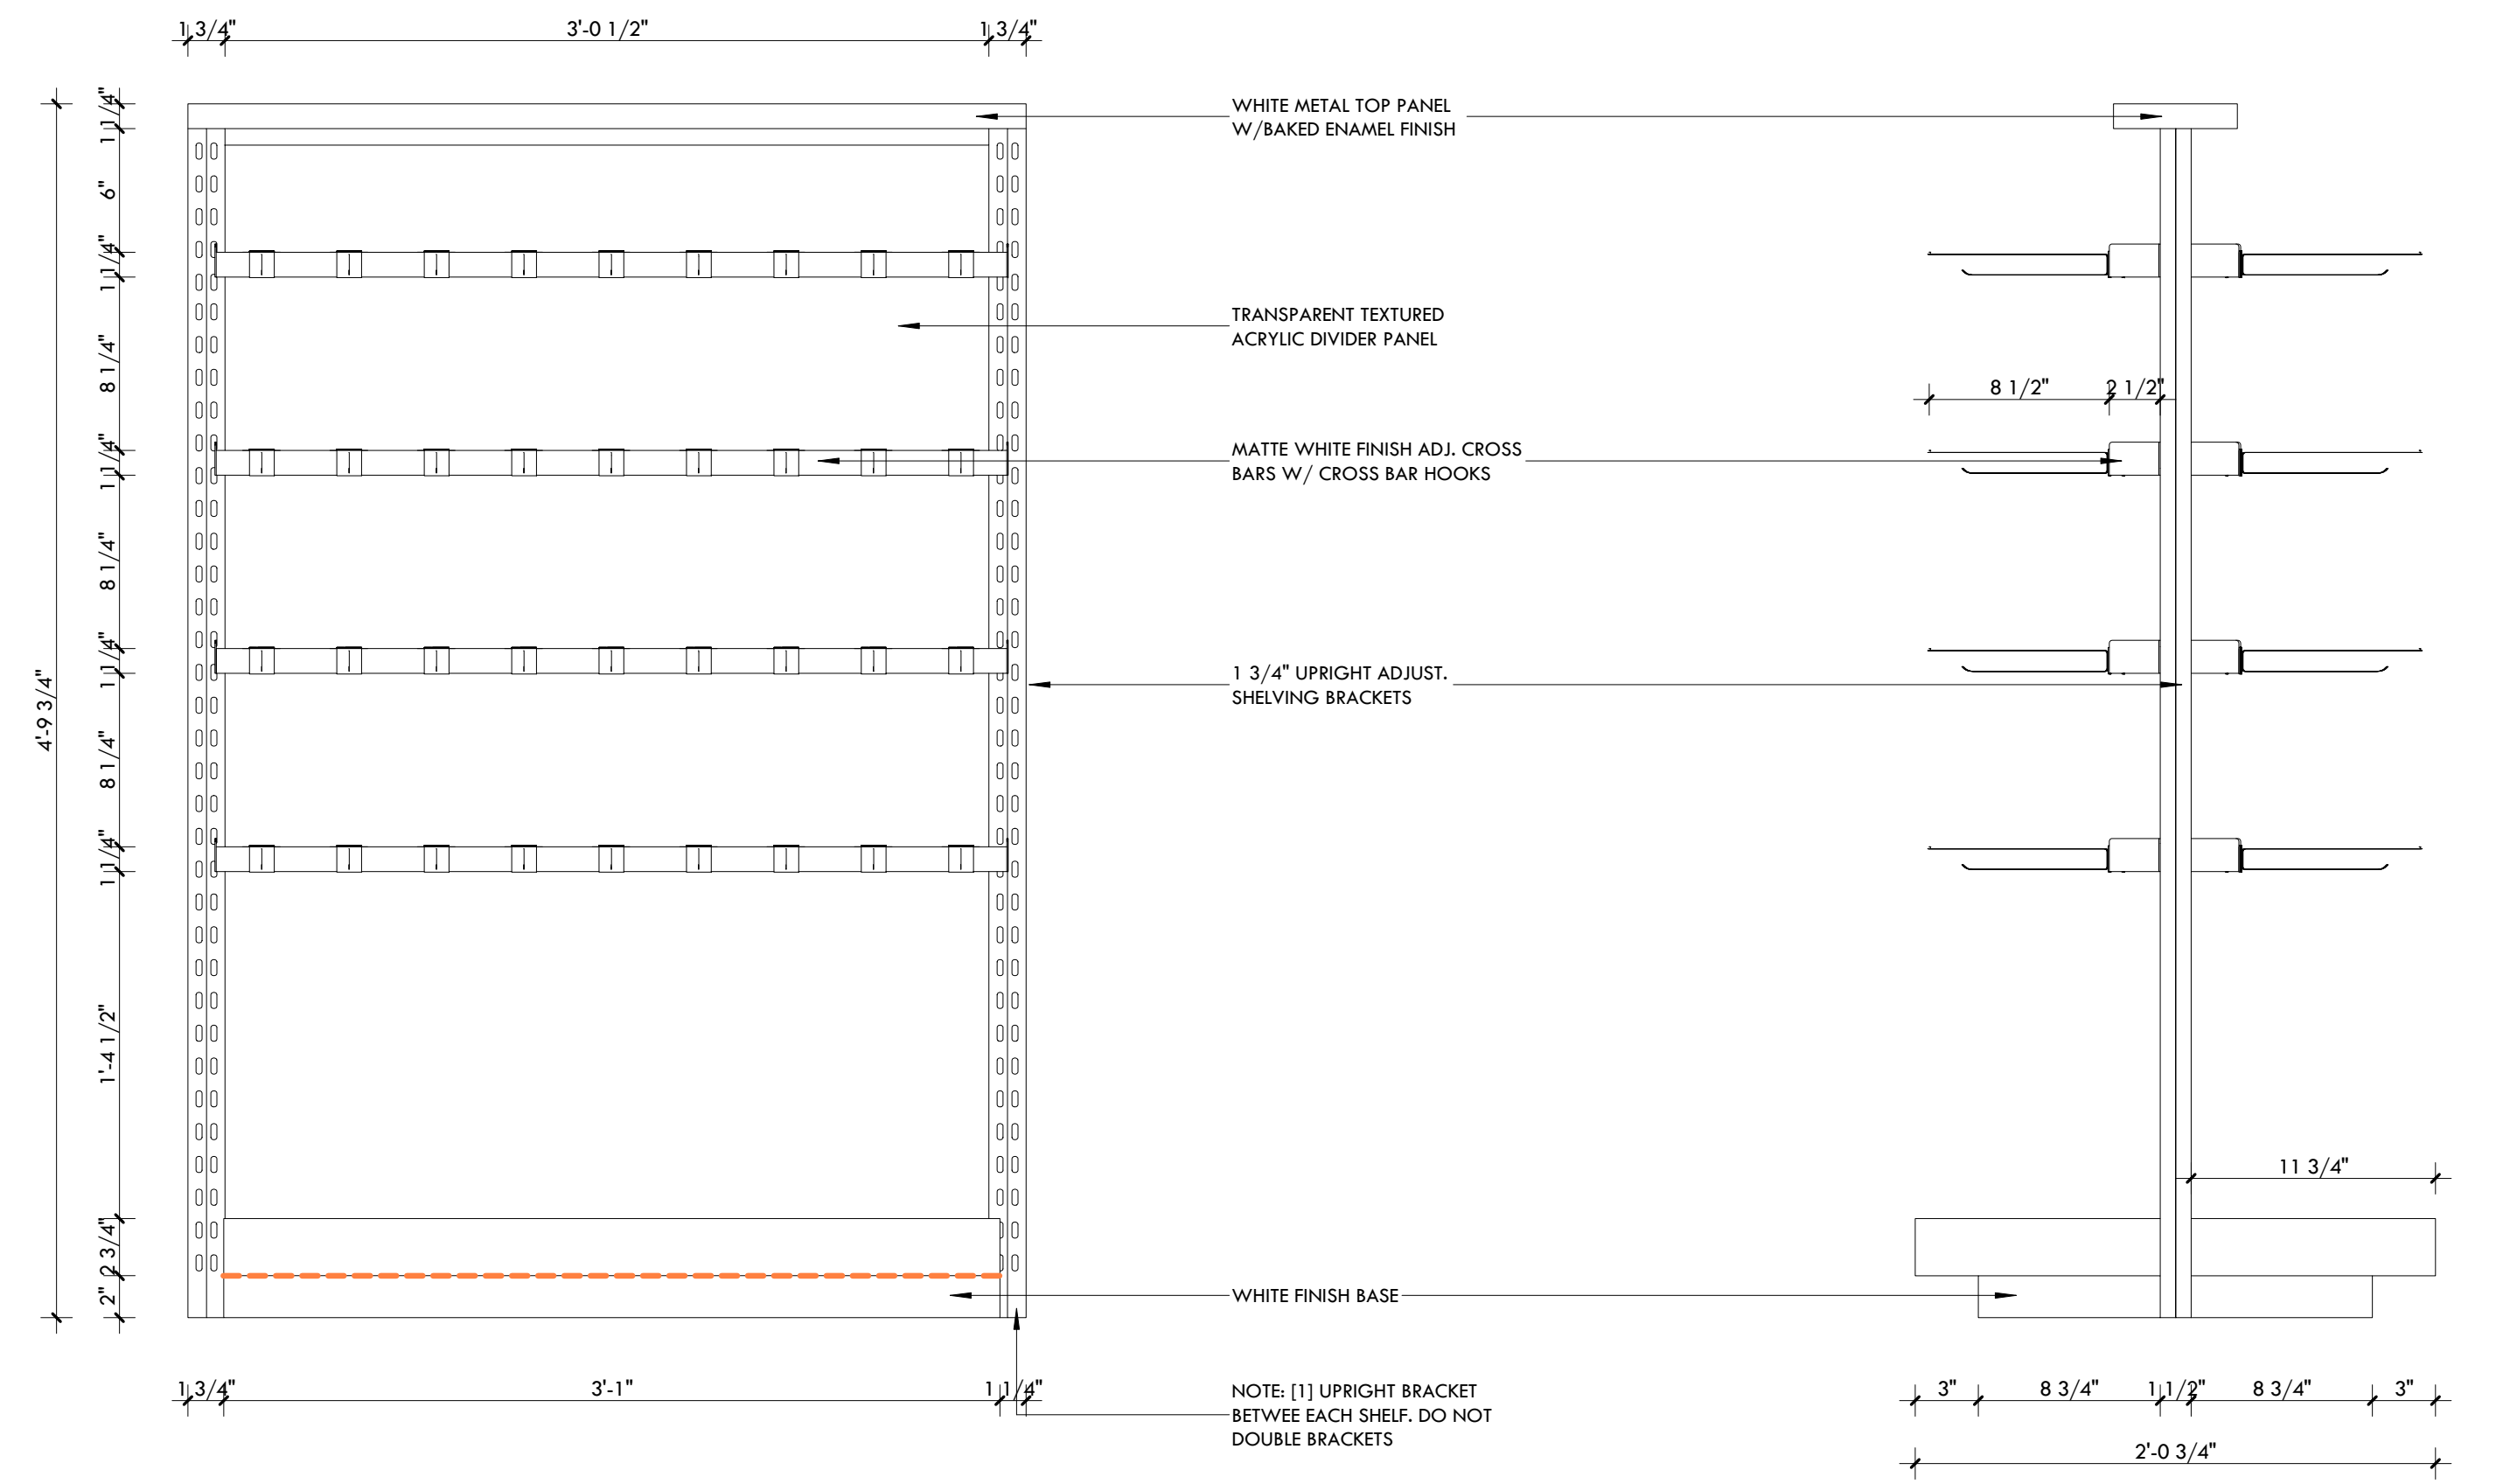 1 3/4"
3'-0 1/2"
1 3/4"
1 1/4"
6"
1 1/4"
8 1/4"
1 1/4"
8 1/4"
1 1/4"
8 1/4"
1 1/4"
1'-4 1/2"
2 3/4"
2"
4'-9 3/4"
WHITE METAL TOP PANEL
W/BAKED ENAMEL FINISH
TRANSPARENT TEXTURED
ACRYLIC DIVIDER PANEL
MATTE WHITE FINISH ADJ. CROSS
BARS W/ CROSS BAR HOOKS
1 3/4" UPRIGHT ADJUST.
SHELVING BRACKETS
WHITE FINISH BASE
NOTE: [1] UPRIGHT BRACKET
BETWEE EACH SHELF. DO NOT
DOUBLE BRACKETS
1 3/4"
3'-1"
1 1/4"
8 1/2"
2 1/2"
11 3/4"
3"
8 3/4"
1 1/2"
8 3/4"
3"
2'-0 3/4"